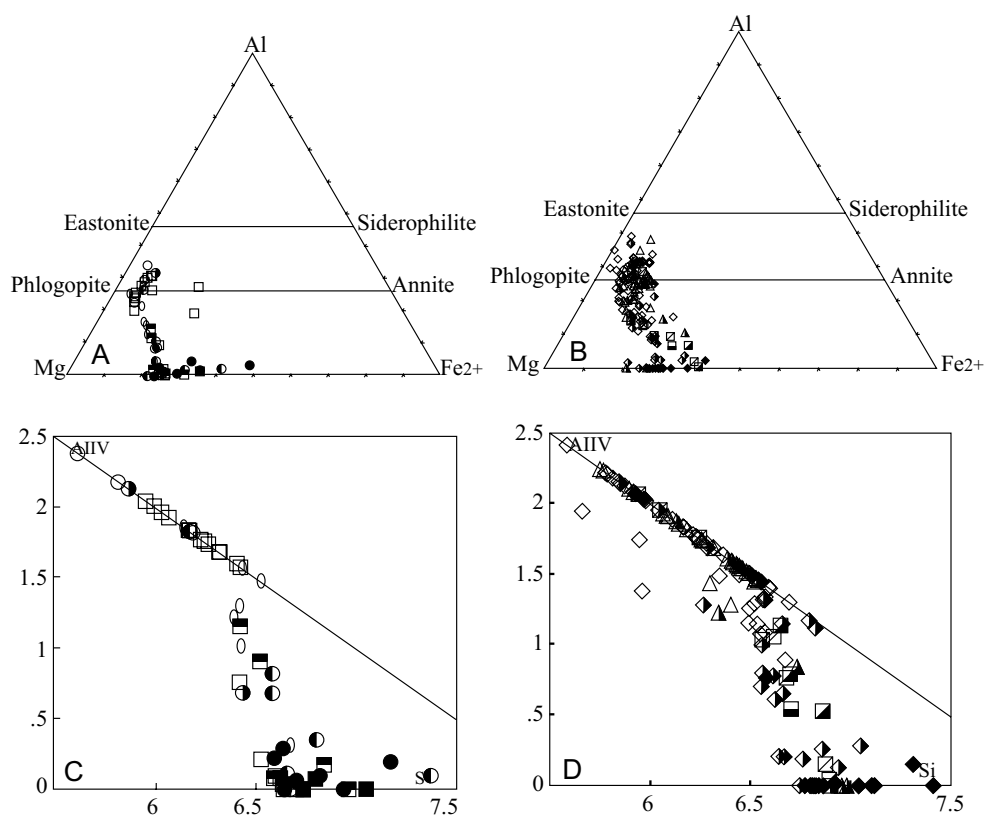 Al
Al
Eastonite Siderophilite
Eastonite Siderophilite
Phlogopite Annite
Phlogopite Annite
A
B
Mg Fe2+
Mg Fe2+
2.5
AlIV
2
1.5
1
.5
0
C
Si
6 6.5 7.5
2.5
AlIV
2
1.5
1
.5
0
D
Si
6 6.5 7.5